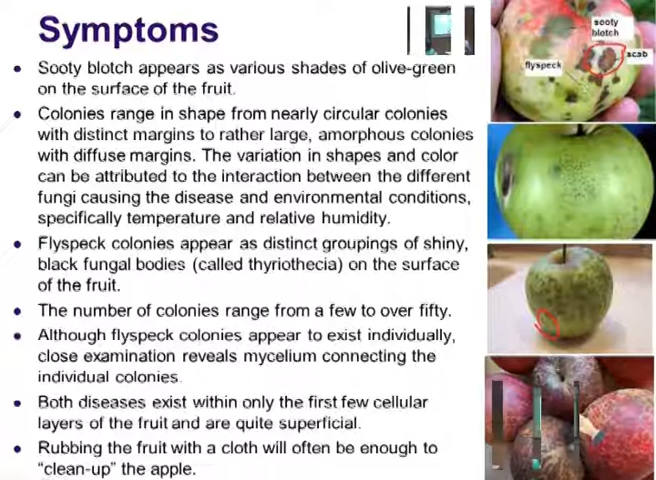 Symptoms
Sooty blotch appears as various shades of olive-green
on the surface of the fruit.
Colonies range in shape from nearly circular colonies
with distinct margins to rather large, amorphous colonies
with diffuse margins. The variation in shapes and color
can be attributed to the interaction between the different
fungi causing the disease and environmental conditions,
specifically temperature and relative humidity.
Flyspeck colonies appear as distinct groupings of shiny,
black fungal bodies (called thyriothecia) on the surface
of the fruit.
The number of colonies range from a few to over fifty.
Although flyspeck colonies appear to exist individually,
close examination reveals mycelium connecting the
individual colonies.
Both diseases exist within only the first few cellular
layers of the fruit and are quite superficial.
Rubbing the fruit with a cloth will often be enough to
“clean-up” the apple.
sooty
blotch
scab
flyspeck